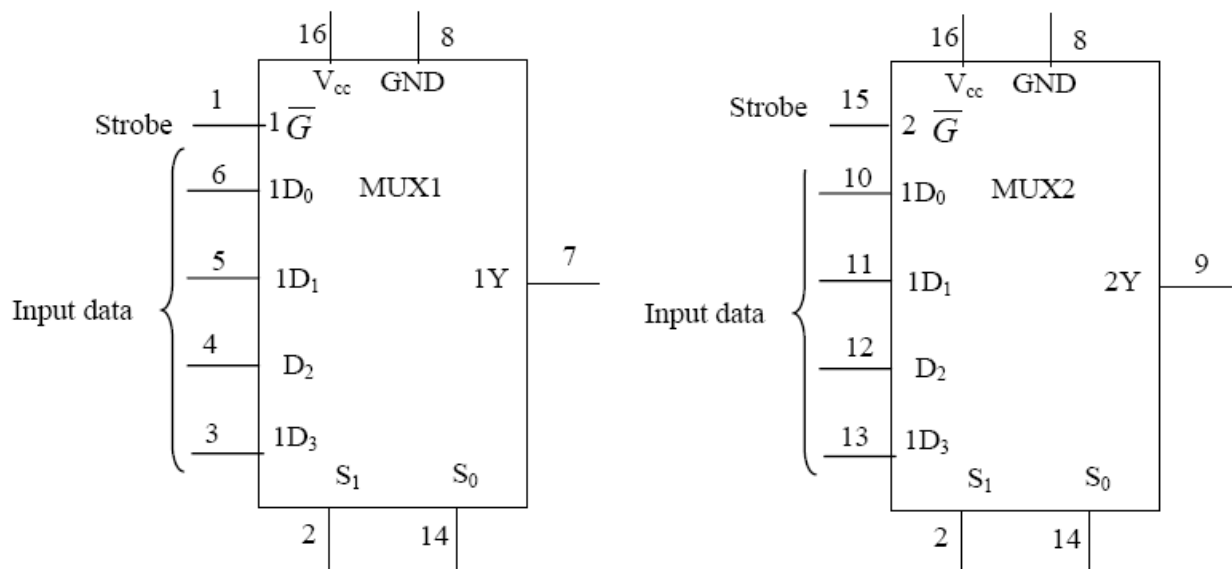 16 8
V_cc GND
1
Strobe 1 G̅
6
1D₀ MUX1
5
1D₁ 1Y 7
Input data
4
D₂
3
1D₃
S₁ S₀
2 14
16 8
V_cc GND
15
Strobe 2 G̅
10
1D₀ MUX2
11
1D₁ 2Y 9
Input data
12
D₂
13
1D₃
S₁ S₀
2 14